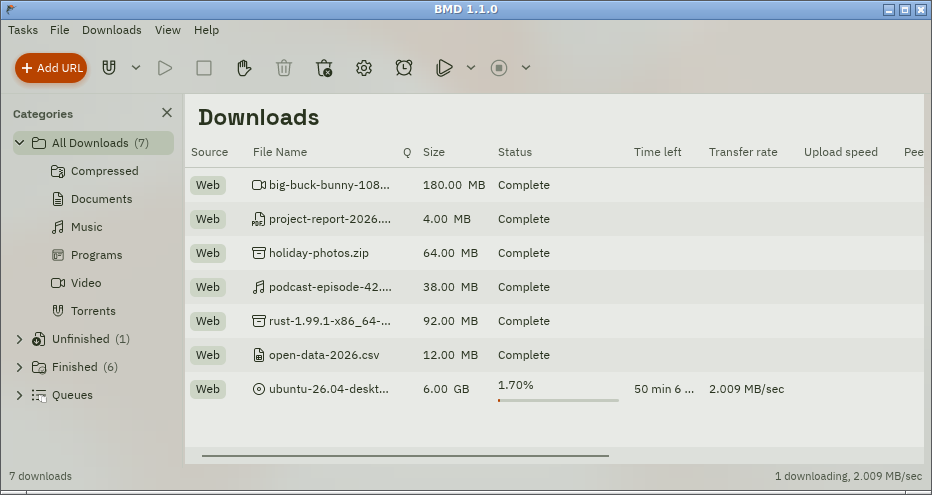 BMD 1.1.0
Tasks File Downloads View Help
+ Add URL
Categories
All Downloads (7)
Compressed
Documents
Music
Programs
Video
Torrents
Unfinished (1)
Finished (6)
Queues
Downloads
Source File Name Q Size Status Time left Transfer rate Upload speed Pee
Web big-buck-bunny-108... 180.00 MB Complete
Web project-report-2026.... 4.00 MB Complete
Web holiday-photos.zip 64.00 MB Complete
Web podcast-episode-42.... 38.00 MB Complete
Web rust-1.99.1-x86_64-... 92.00 MB Complete
Web open-data-2026.csv 12.00 MB Complete
Web ubuntu-26.04-deskt... 6.00 GB 1.70% 50 min 6 ... 2.009 MB/sec
7 downloads 1 downloading, 2.009 MB/sec